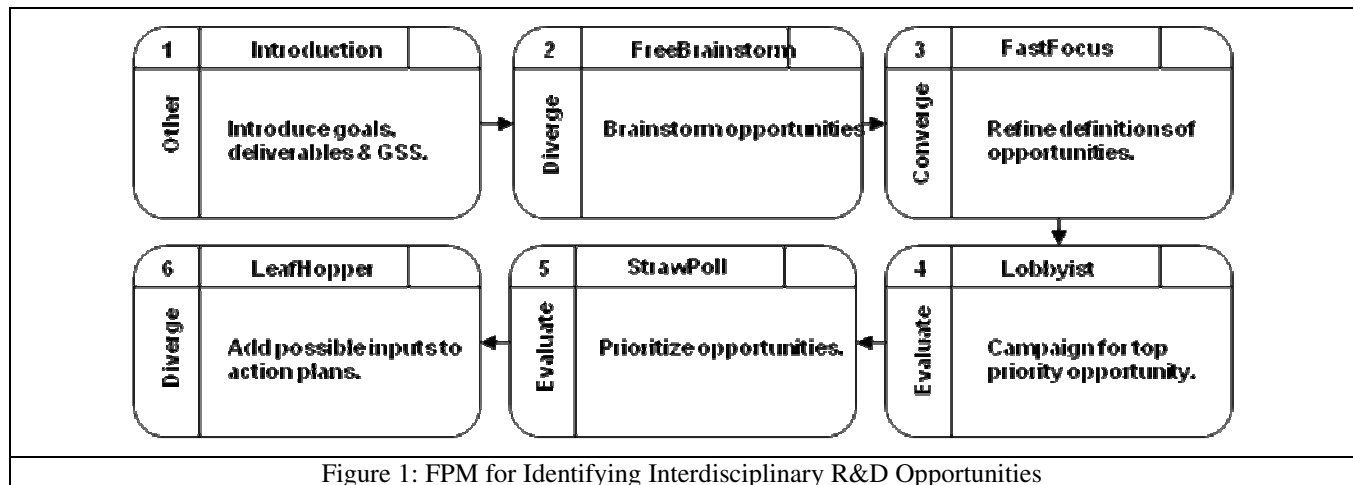 1 Introduction
Other
Introduce goals,
deliverables & GSS.
2 FreeBrainstorm
Diverge
Brainstorm opportunities
3 FastFocus
Converge
Refine definitions of
opportunities.
6 LeafHopper
Diverge
Add possible inputs to
action plans.
5 StrawPoll
Evaluate
Prioritize opportunities.
4 Lobbyist
Evaluate
Campaign for top
priority opportunity.
Figure 1: FPM for Identifying Interdisciplinary R&D Opportunities